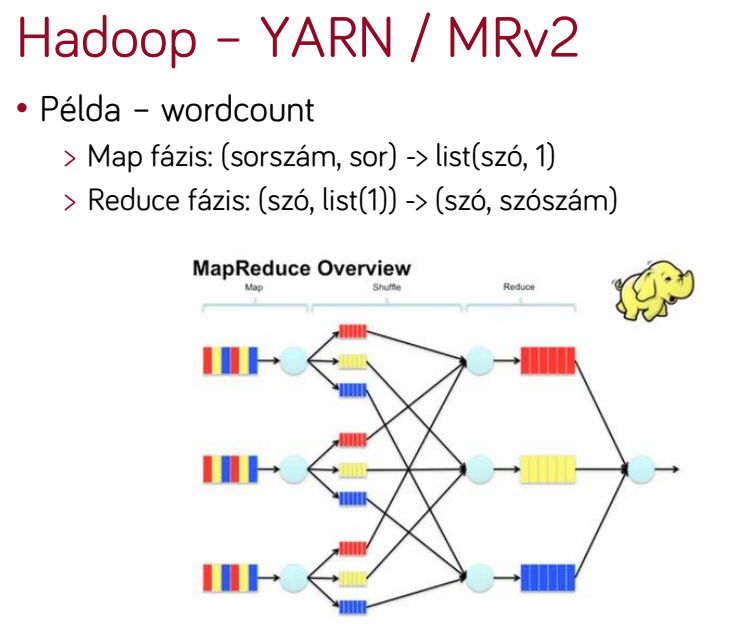 Hadoop – YARN / MRv2
• Példa – wordcount
> Map fázis: (sorszám, sor) -> list(szó, 1)
> Reduce fázis: (szó, list(1)) -> (szó, szószám)
MapReduce Overview
Map Shuffle Reduce